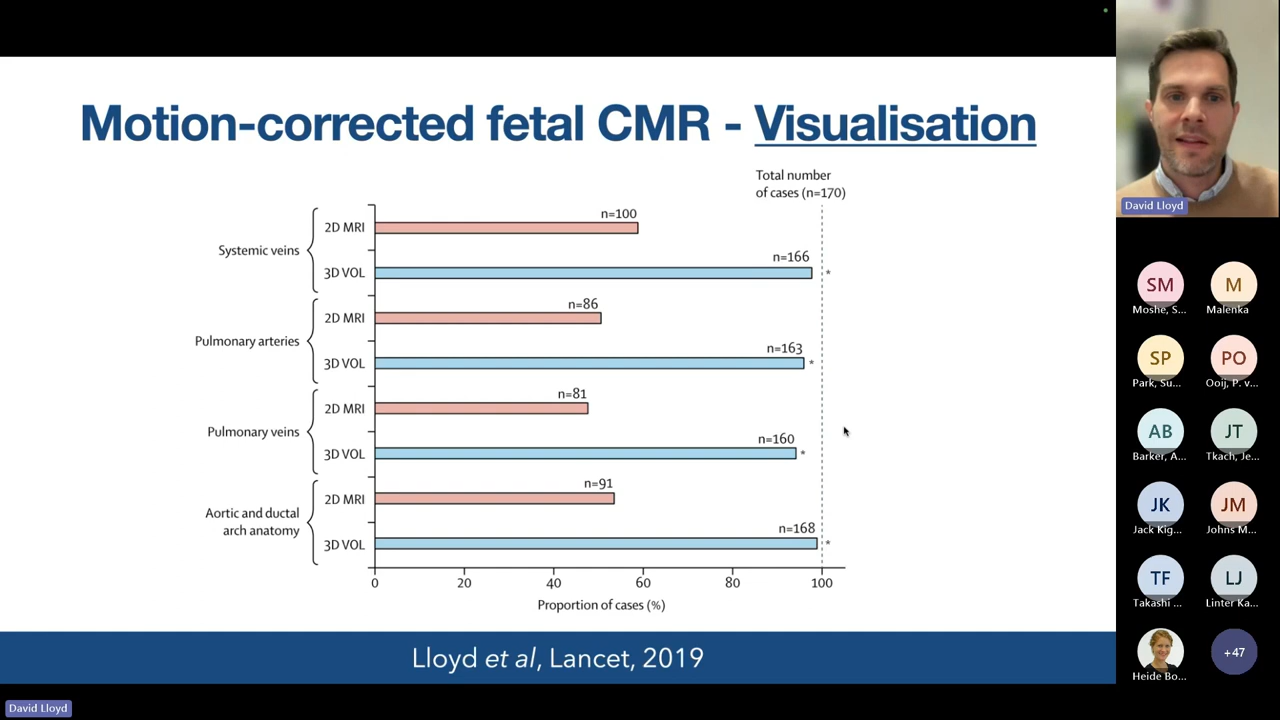 Motion-corrected fetal CMR - Visualisation
Total number
of cases (n=170)
Systemic veins
2D MRI
n=100
3D VOL
n=166
*
Pulmonary arteries
2D MRI
n=86
3D VOL
n=163
*
Pulmonary veins
2D MRI
n=81
3D VOL
n=160
*
Aortic and ductal
arch anatomy
2D MRI
n=91
3D VOL
n=168
*
0 20 40 60 80 100
Proportion of cases (%)
Lloyd et al, Lancet, 2019
David Lloyd
David Lloyd
SM
Moshe, S...
M
Malenka
SP
Park, Su...
PO
Ooij, P. v...
AB
Barker, A...
JT
Tkach, Je...
JK
Jack Kig...
JM
Johns M...
TF
Takashi ...
LJ
Linter Ka...
Heide Bo...
+47